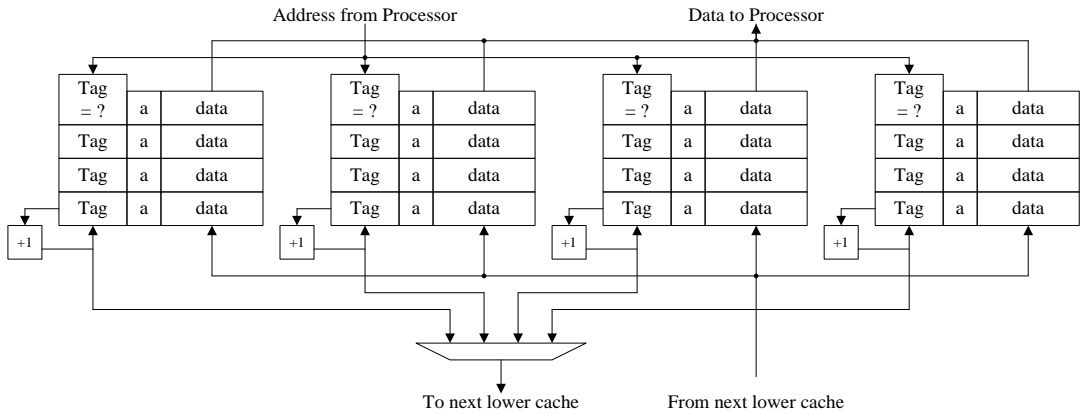 Address from Processor Data to Processor
Tag Tag Tag Tag
= ? a data = ? a data = ? a data = ? a data
Tag a data Tag a data Tag a data Tag a data
Tag a data Tag a data Tag a data Tag a data
Tag a data Tag a data Tag a data Tag a data
+1 +1 +1 +1
To next lower cache From next lower cache